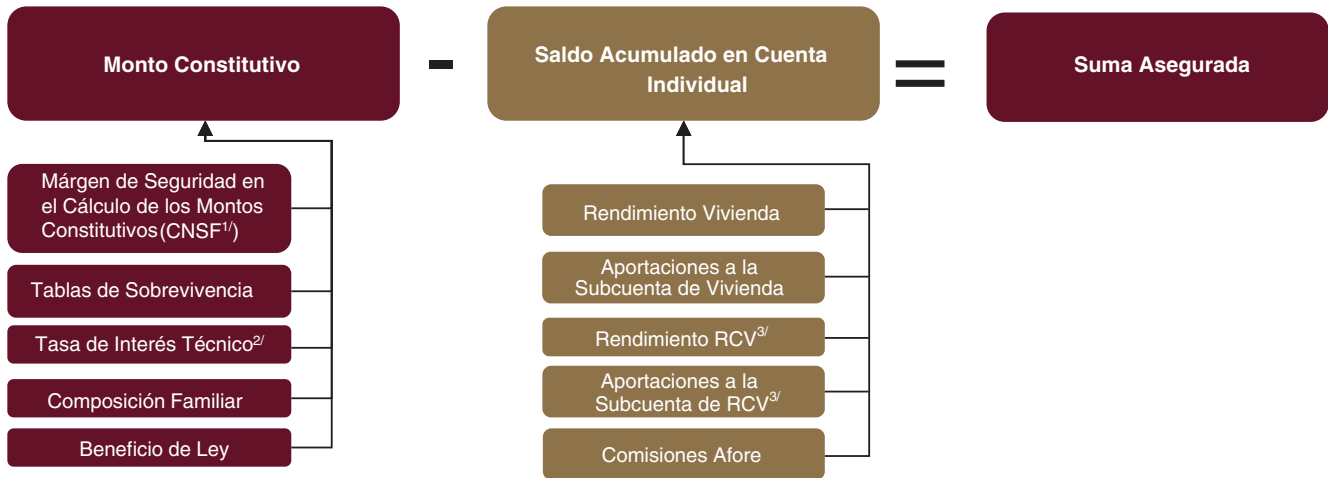 Monto Constitutivo
-
Saldo Acumulado en Cuenta
Individual
=
Suma Asegurada
Márgen de Seguridad en
el Cálculo de los Montos
Constitutivos (CNSF1/)
Tablas de Sobrevivencia
Tasa de Interés Técnico2/
Composición Familiar
Beneficio de Ley
Rendimiento Vivienda
Aportaciones a la
Subcuenta de Vivienda
Rendimiento RCV3/
Aportaciones a la
Subcuenta de RCV3/
Comisiones Afore